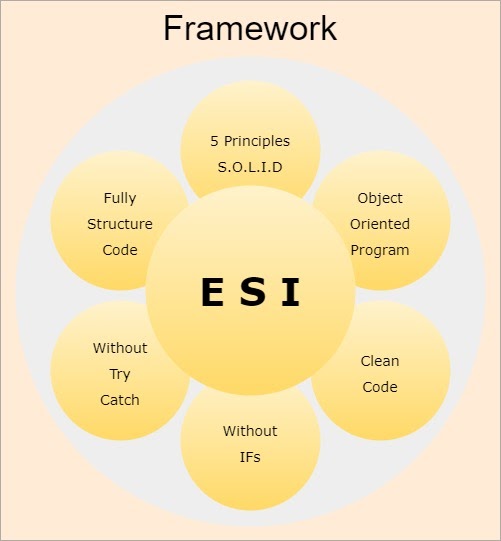 Framework
5 Principles
S.O.L.I.D
Fully
Structure
Code
Object
Oriented
Program
E S I
Without
Try
Catch
Clean
Code
Without
IFs